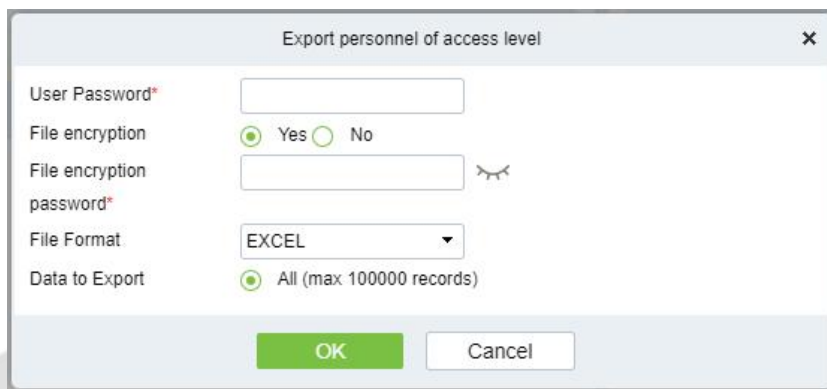 Export personnel of access level
User Password*
File encryption Yes No
File encryption
password*
File Format EXCEL
Data to Export All (max 100000 records)
OK Cancel